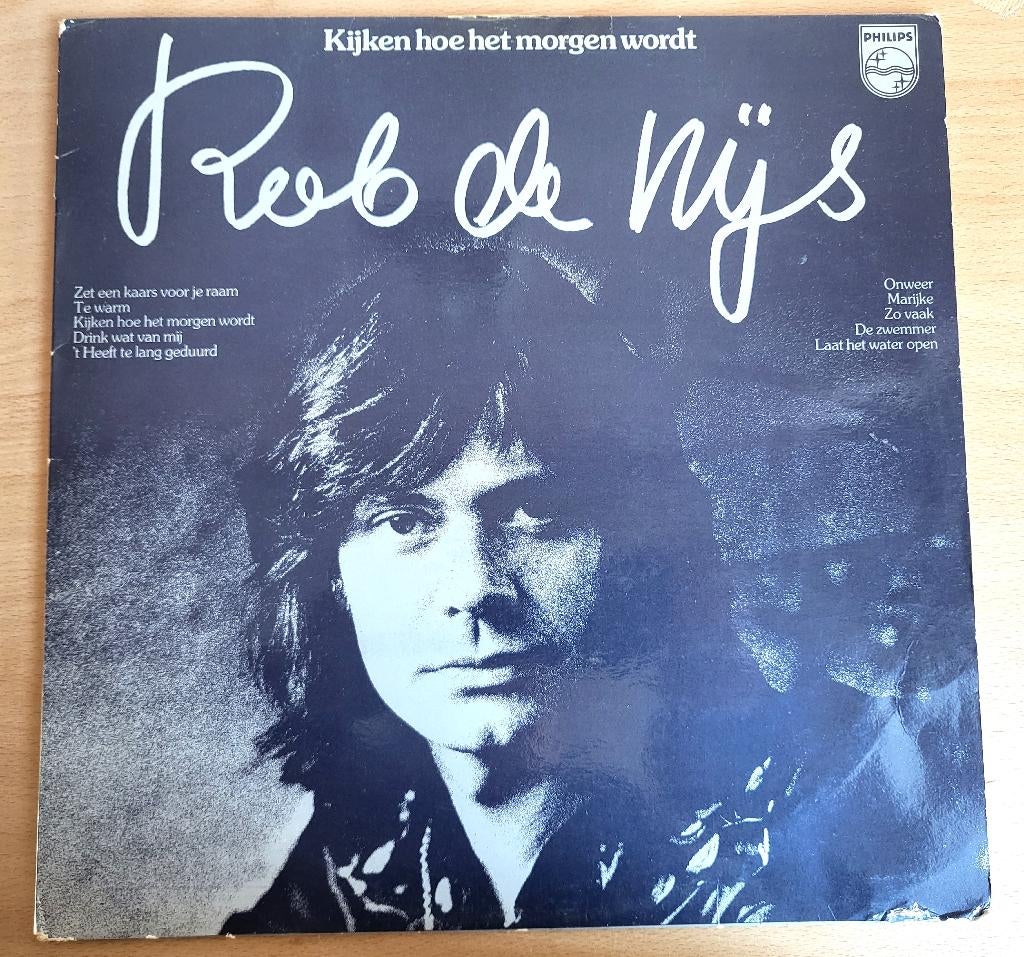 Kijken hoe het morgen wordt
PHILIPS
Rob de Nijs
Zet een kaars voor je raam
Te warm
Kijken hoe het morgen wordt
Drink wat van mij
't Heeft te lang geduurd
Onweer
Marijke
Zo vaak
De zwemmer
Laat het water open